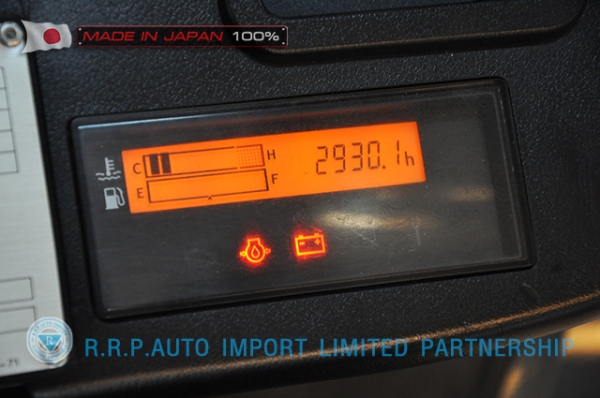 MADE IN JAPAN 100%
C H 2930.1h
E F
R.R.P.AUTO IMPORT LIMITED PARTNERSHIP